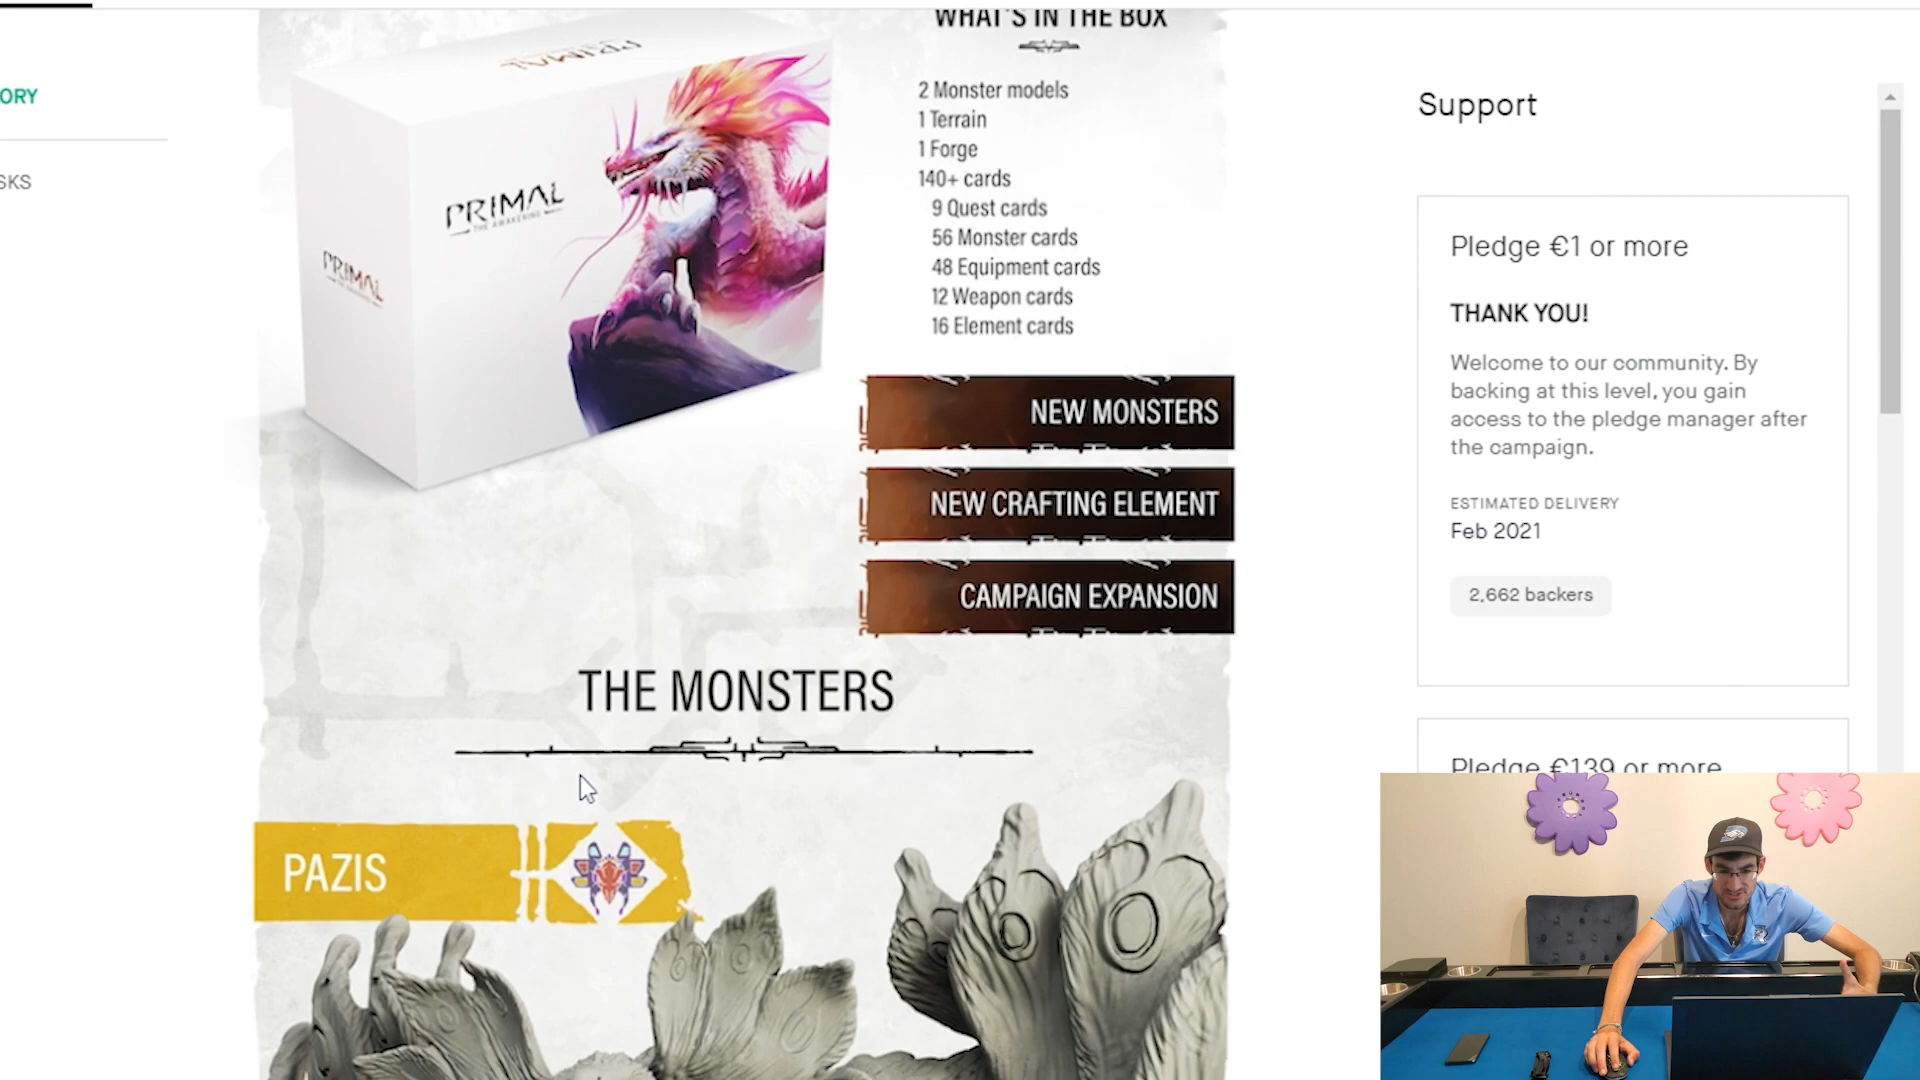 ORY
SKS
PRIMAL
PRIMAL
THE AWAKENING
PRIMAL
WHAT'S IN THE BOX
2 Monster models
1 Terrain
1 Forge
140+ cards
9 Quest cards
56 Monster cards
48 Equipment cards
12 Weapon cards
16 Element cards
NEW MONSTERS
NEW CRAFTING ELEMENT
CAMPAIGN EXPANSION
THE MONSTERS
PAZIS
Support
Pledge €1 or more
THANK YOU!
Welcome to our community. By
backing at this level, you gain
access to the pledge manager after
the campaign.
ESTIMATED DELIVERY
Feb 2021
2,662 backers
Pledge €139 or more